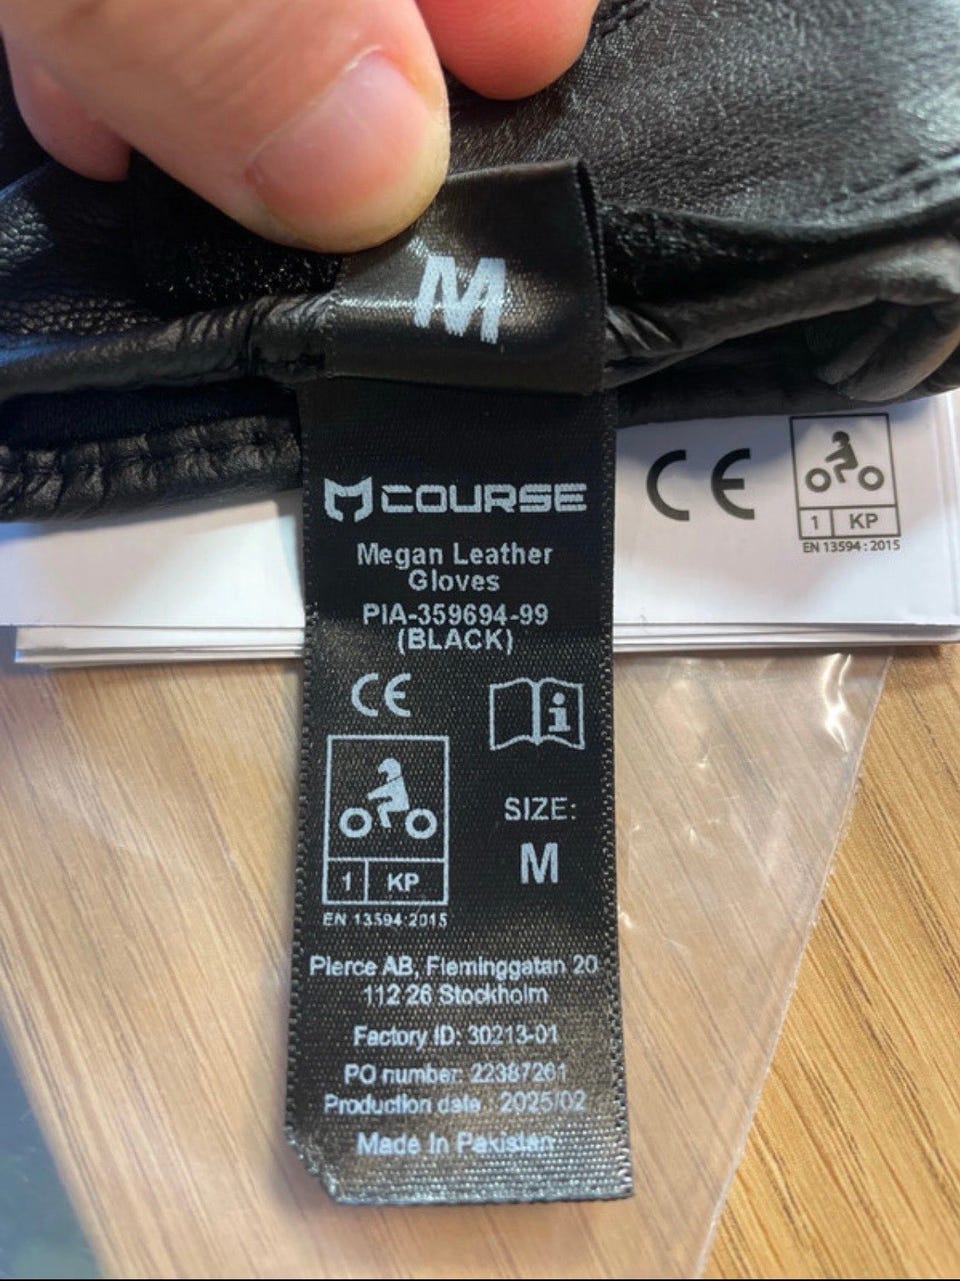 M
COURSE
Megan Leather
Gloves
PIA-359694-99
(BLACK)
CE
1 KP
EN 13594:2015
SIZE:
M
Pierce AB, Fleminggatan 20
112 26 Stockholm
Factory ID: 30213-01
PO number: 22387261
Production date 2025/02
Made In Pakistan
CE
1 KP
EN 13594:2015